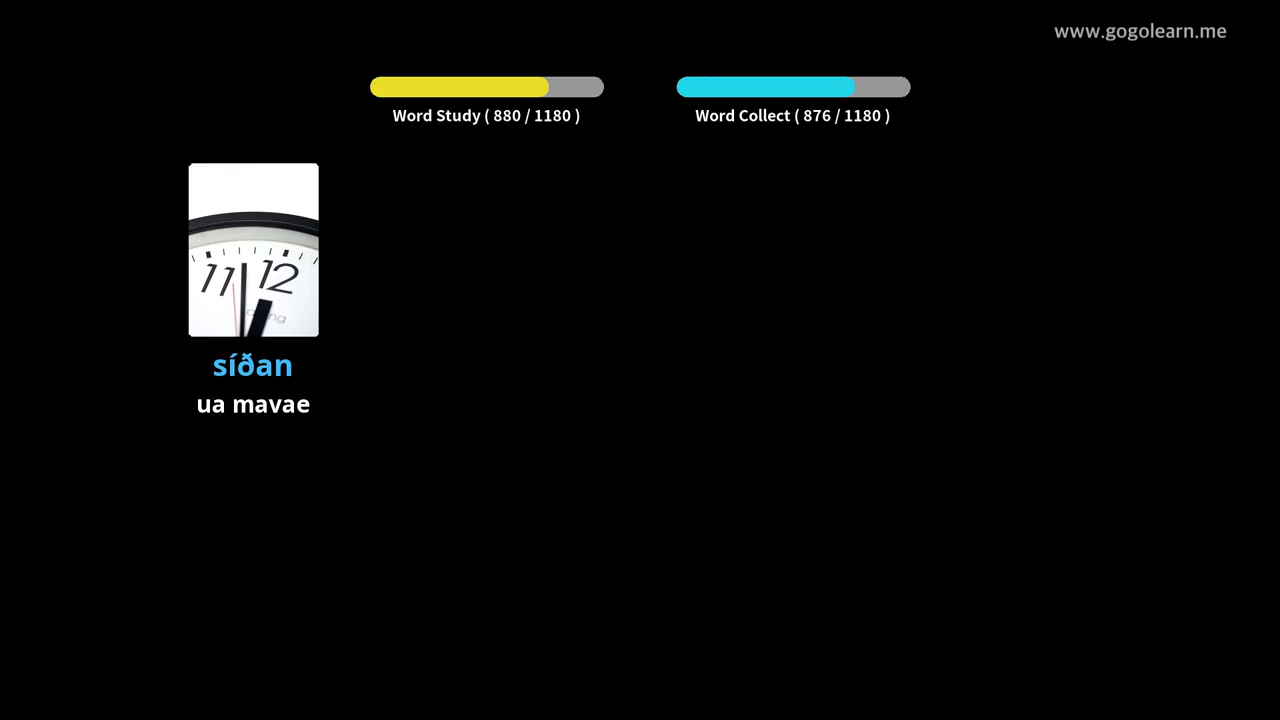 www.gogolearn.me
Word Study ( 880 / 1180 )
Word Collect ( 876 / 1180 )
11 12
síðan
ua mavae